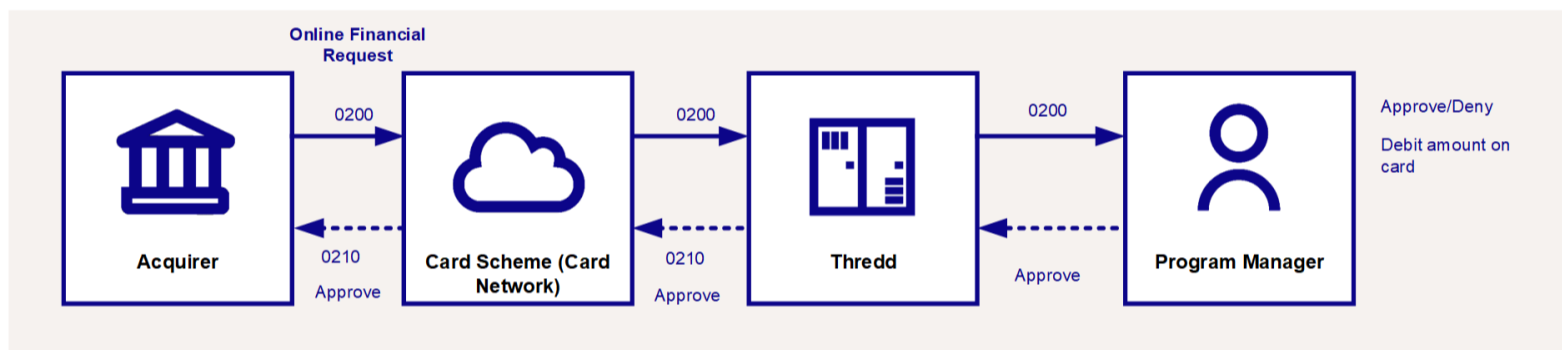 Online Financial
Request
0200
0200
0200
Approve/Deny
Debit amount on
card
Acquirer
0210
Approve
Card Scheme (Card
Network)
0210
Approve
Thredd
Approve
Program Manager